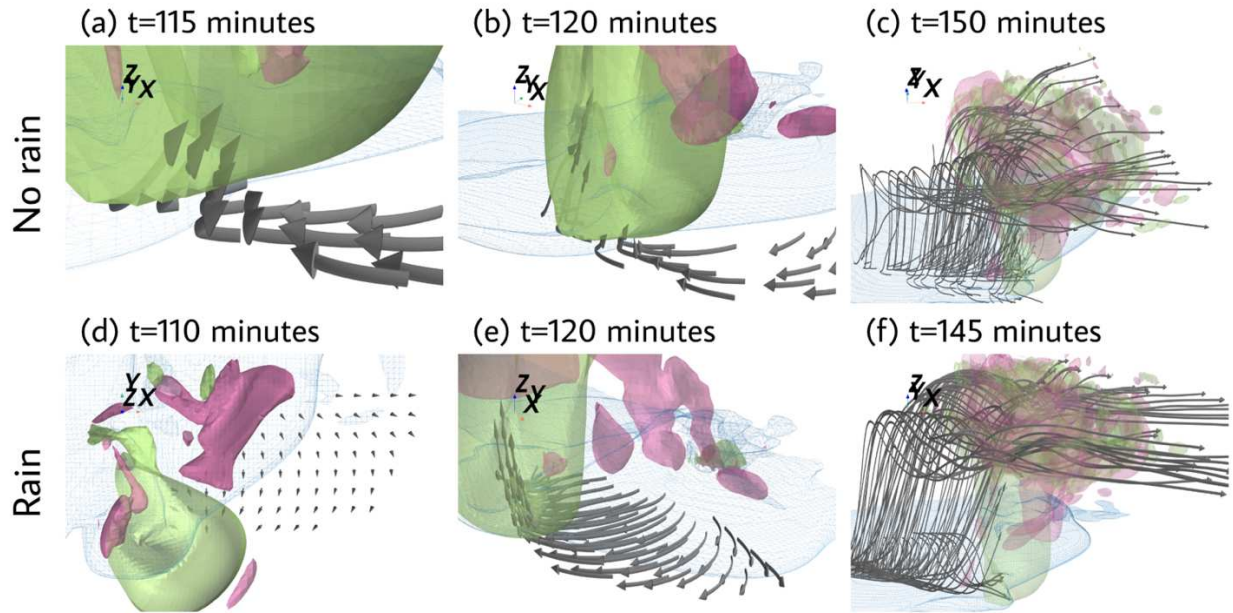 (a) t=115 minutes
(b) t=120 minutes
(c) t=150 minutes
No rain
Z
Y X
Z
Y
X
Z
Y
X
(d) t=110 minutes
(e) t=120 minutes
(f) t=145 minutes
Rain
Y
Z X
Z
Y
X
Z
Y
X